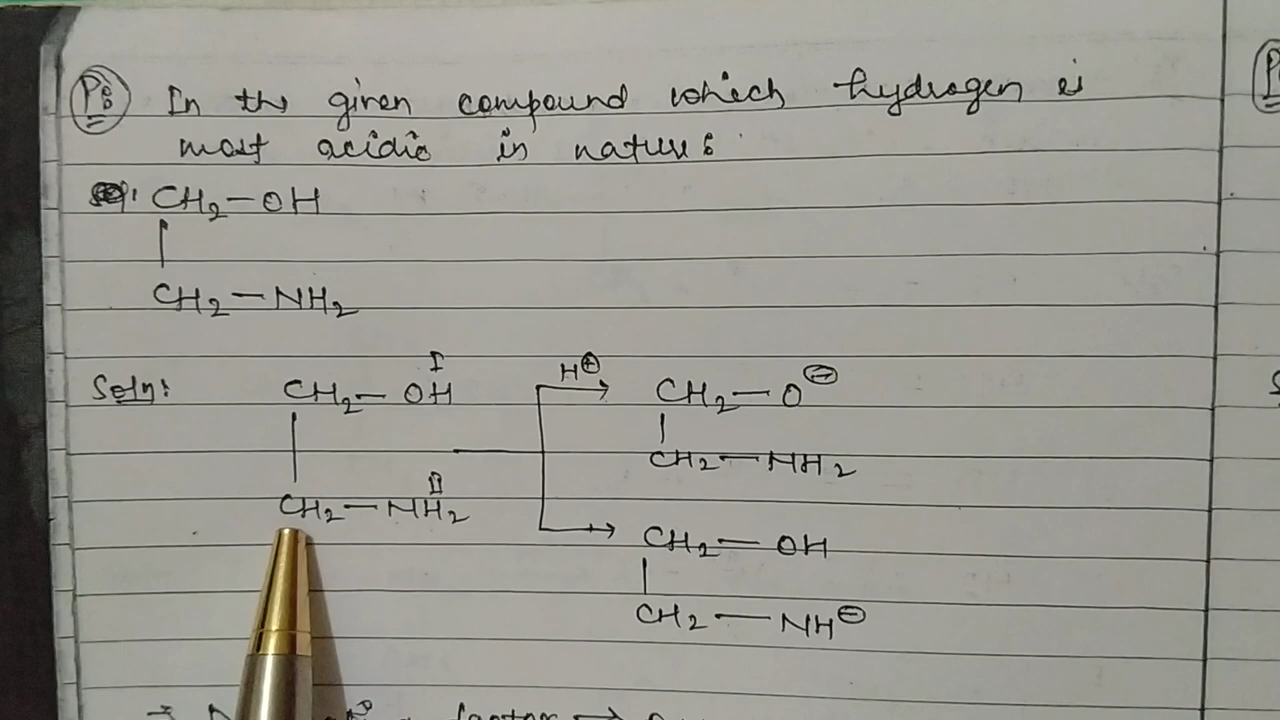 P8
In the given compound which hydrogen is
most acidic in nature:
CH2—OH
|
CH2—NH2
Soln:
I
CH2—OH
|
II
CH2—NH2
H⊕
CH2—O⊖
|
CH2—NH2
CH2—OH
|
CH2—NH⊖
factor →